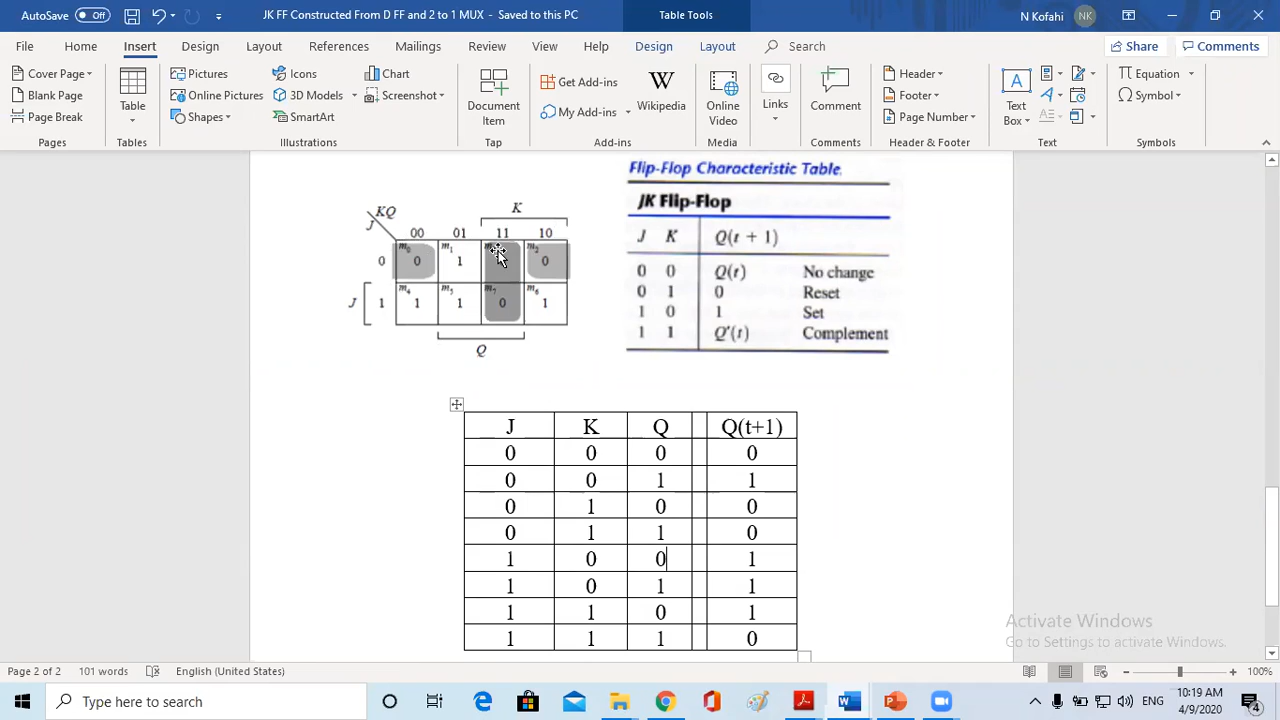 AutoSave Off JK FF Constructed From D FF and 2 to 1 MUX - Saved to this PC Table Tools N Kofahi NK
File Home Insert Design Layout References Mailings Review View Help Design Layout Search Share Comments
Cover Page
Blank Page
Page Break
Pages
Table
Tables
Pictures
Online Pictures
Shapes
Icons
3D Models
SmartArt
Chart
Screenshot
Illustrations
Document
Item
Tap
Get Add-ins
My Add-ins
Wikipedia
Add-ins
Online
Video
Media
Links
Comment
Comments
Header
Footer
Page Number
Header & Footer
Text
Box
Text
Equation
Symbol
Symbols
KQ
J
K
00 01 11 10
0 m0 0 m1 1 m2 0
J 1 m4 1 m5 1 m7 0 m6 1
Q
Flip-Flop Characteristic Table.
JK Flip-Flop
J K Q(t + 1)
0 0 Q(t) No change
0 1 0 Reset
1 0 1 Set
1 1 Q'(t) Complement
J K Q Q(t+1)
0 0 0 0
0 0 1 1
0 1 0 0
0 1 1 0
1 0 0 1
1 0 1 1
1 1 0 1
1 1 1 0
Activate Windows
Go to Settings to activate Windows.
Page 2 of 2 101 words English (United States) 100%
Type here to search ENG 10:19 AM
4/9/2020 4